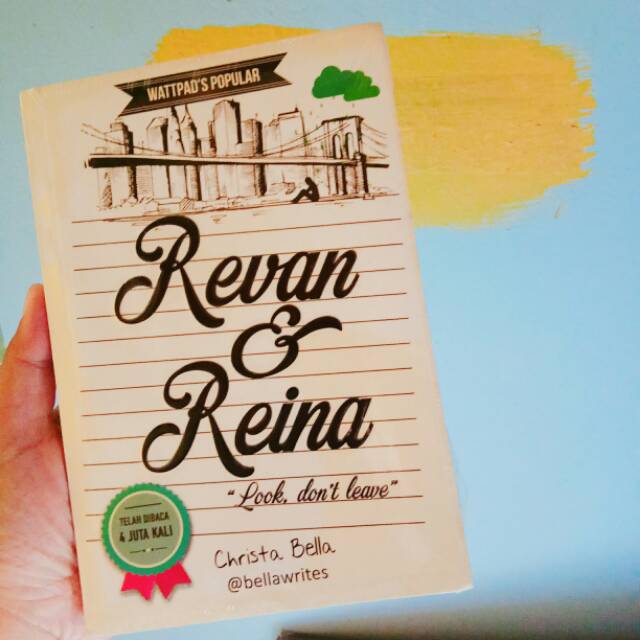 WATTPAD'S POPULAR
Revan
&
Reina
"Look, don't leave"
TELAH DIBACA
4 JUTA KALI
Christa Bella
@bellawrites